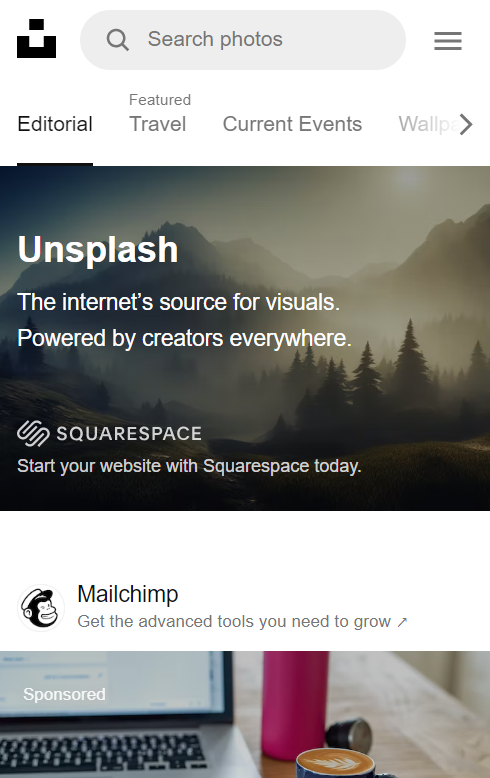 Search photos
Featured
Editorial
Travel
Current Events
Unsplash
The internet’s source for visuals.
Powered by creators everywhere.
SQUARESPACE
Start your website with Squarespace today.
Mailchimp
Get the advanced tools you need to grow ↗
Sponsored